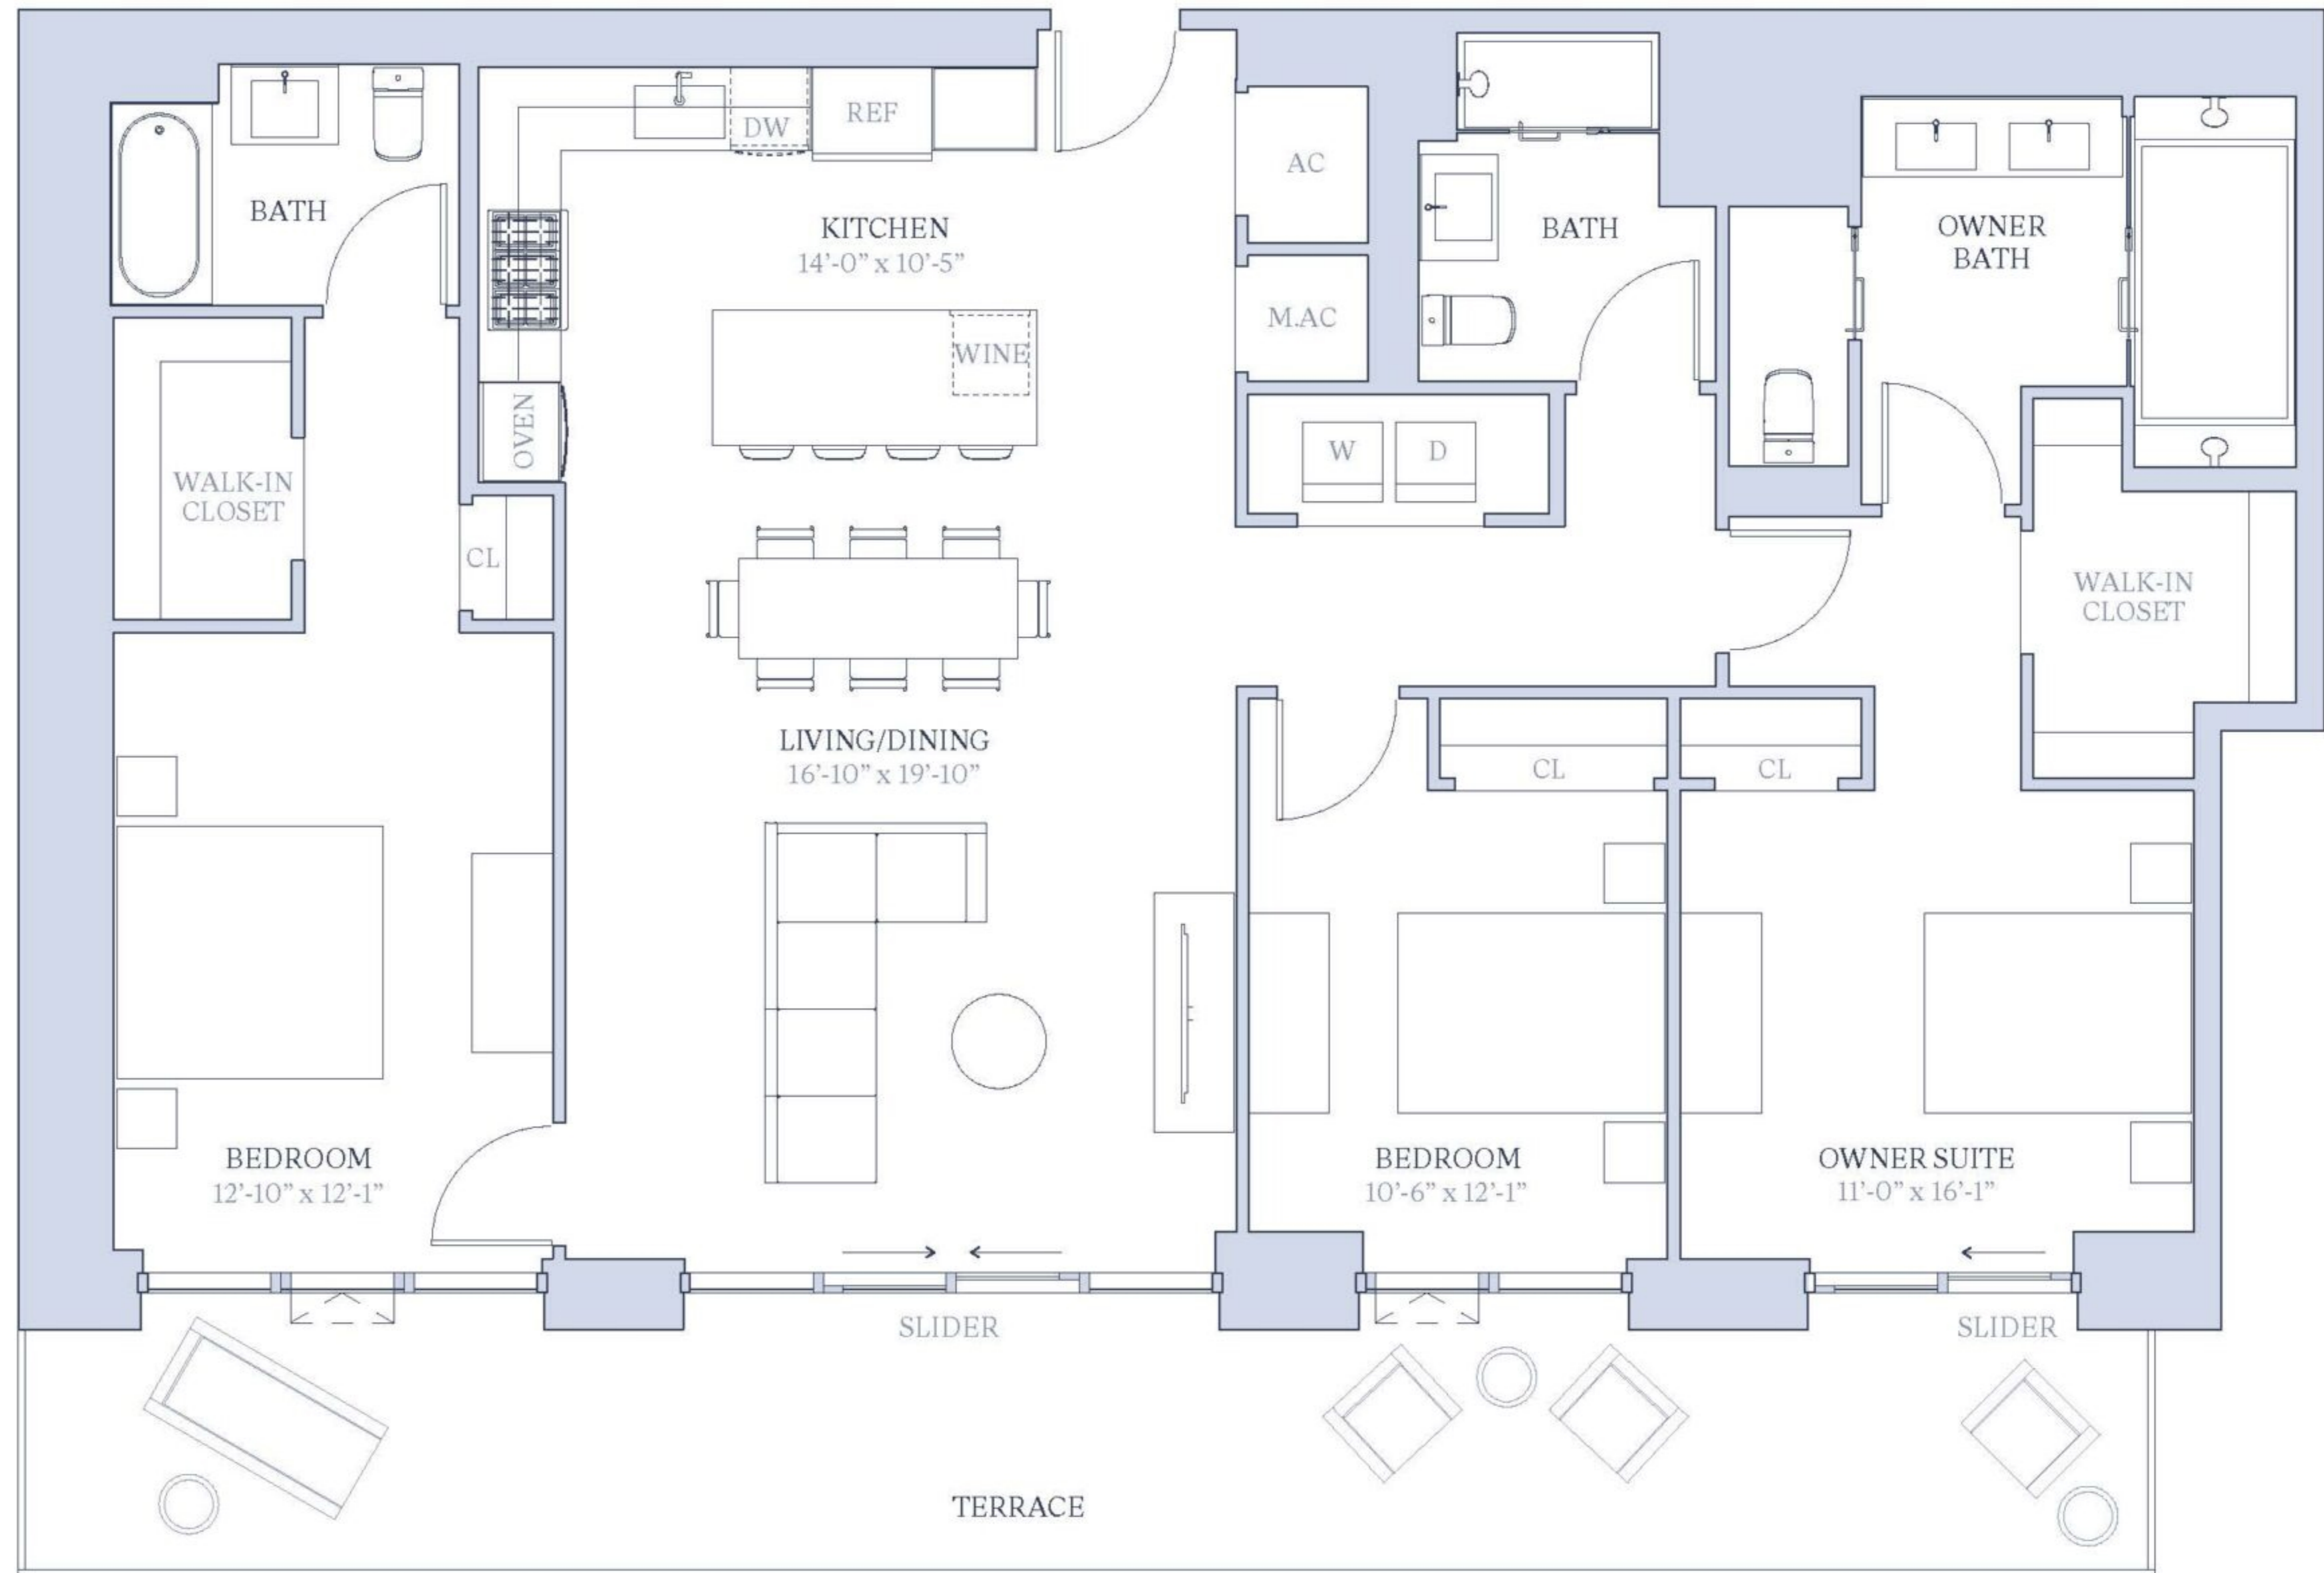 DW
REF
AC
BATH
KITCHEN
14’-0” x 10’-5”
BATH
OWNER
BATH
M.AC
WINE
OVEN
W
D
WALK-IN
CLOSET
CL
WALK-IN
CLOSET
LIVING/DINING
16’-10” x 19’-10”
CL
CL
BEDROOM
12’-10” x 12’-1”
BEDROOM
10’-6” x 12’-1”
OWNER SUITE
11’-0” x 16’-1”
SLIDER
SLIDER
TERRACE